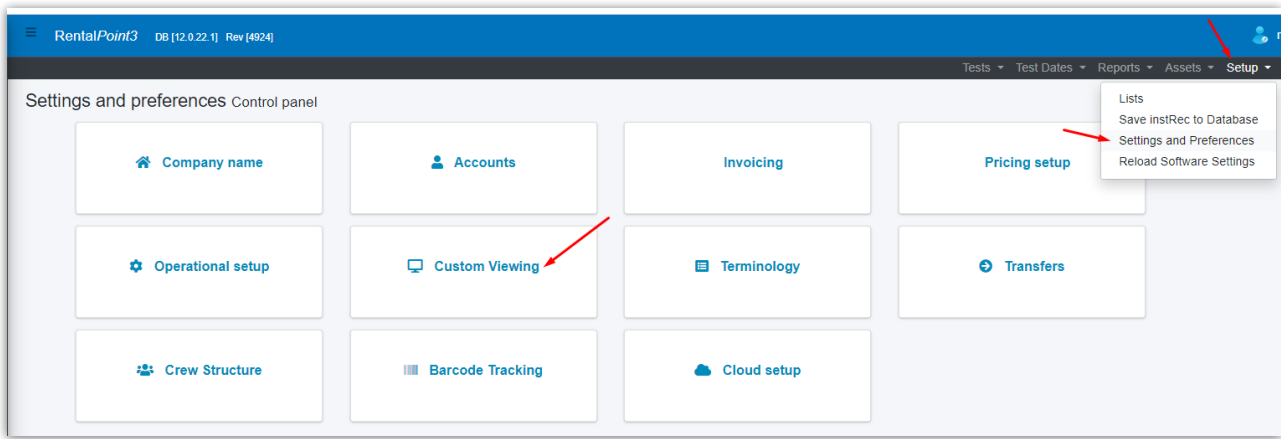 RentalPoint3 DB [12.0.22.1] Rev [4924]
Tests Test Dates Reports Assets Setup
Settings and preferences Control panel
Lists
Save instRec to Database
Settings and Preferences
Reload Software Settings
Company name
Accounts
Invoicing
Pricing setup
Operational setup
Custom Viewing
Terminology
Transfers
Crew Structure
Barcode Tracking
Cloud setup